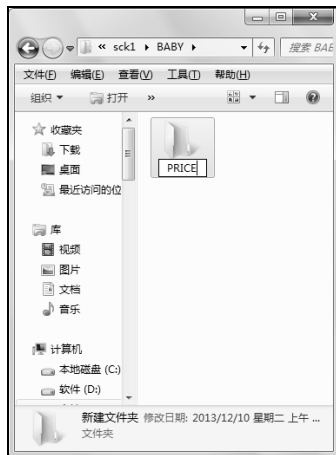 « sck1 ▸ BABY ▸
搜索 BAB
文件(F) 编辑(E) 查看(V) 工具(T) 帮助(H)
组织 ▼ 打开 »
收藏夹
下载
桌面
最近访问的位
PRICE
库
视频
图片
文档
音乐
计算机
本地磁盘 (C:)
软件 (D:)
新建文件夹 修改日期: 2013/12/10 星期二 上午 ...
文件夹